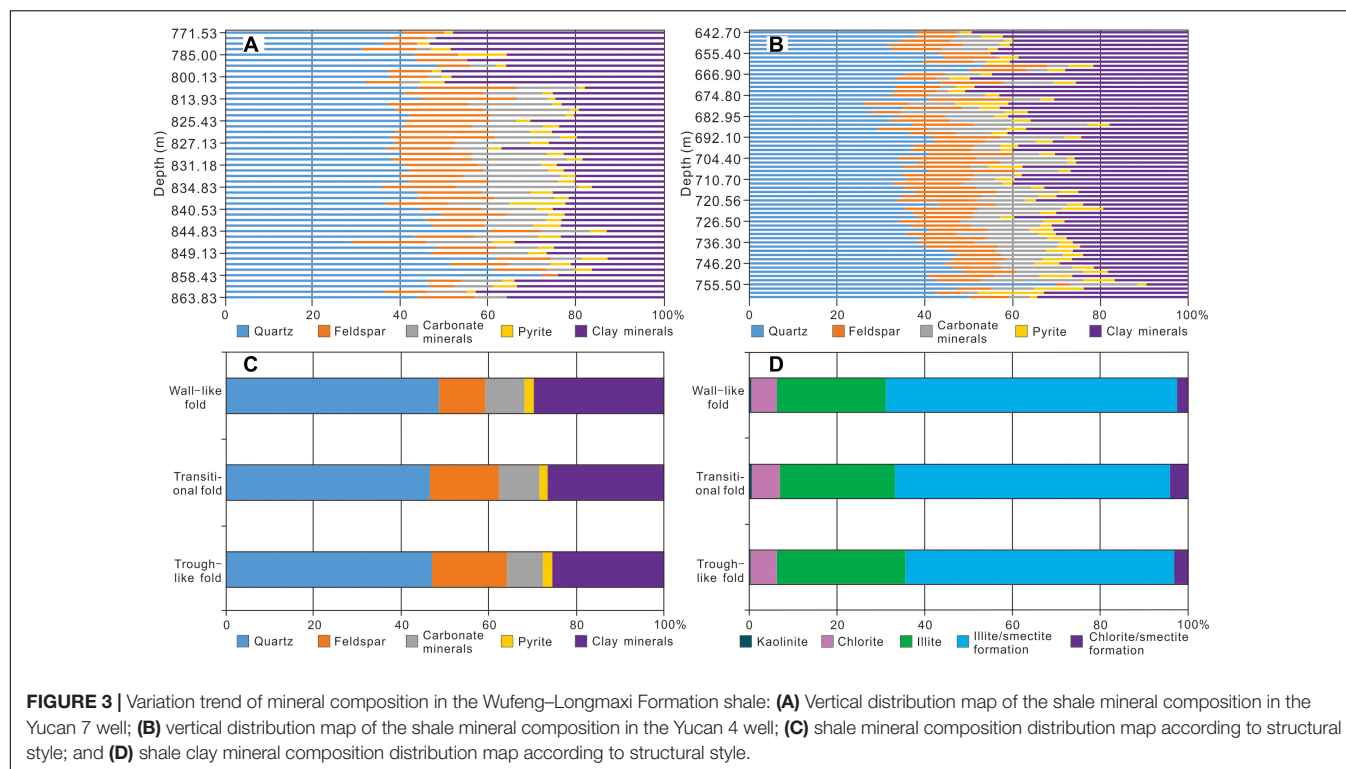 A
771.53
785.00
800.13
813.93
825.43
827.13
831.18
834.83
840.53
844.83
849.13
858.43
863.83
Depth (m)
0 20 40 60 80 100%
Quartz Feldspar Carbonate minerals Pyrite Clay minerals
B
642.70
655.40
666.90
674.80
682.95
692.10
704.40
710.70
720.56
726.50
736.30
746.20
755.50
Depth (m)
0 20 40 60 80 100%
Quartz Feldspar Carbonate minerals Pyrite Clay minerals
C
Wall-like
fold
Transiti-
onal fold
Trough-
like fold
0 20 40 60 80 100%
Quartz Feldspar Carbonate minerals Pyrite Clay minerals
D
Wall-like
fold
Transiti-
onal fold
Trough-
like fold
0 20 40 60 80 100%
Kaolinite Chlorite Illite Illite/smectite formation Chlorite/smectite formation
FIGURE 3 | Variation trend of mineral composition in the Wufeng–Longmaxi Formation shale: (A) Vertical distribution map of the shale mineral composition in the
Yucan 7 well; (B) vertical distribution map of the shale mineral composition in the Yucan 4 well; (C) shale mineral composition distribution map according to structural
style; and (D) shale clay mineral composition distribution map according to structural style.